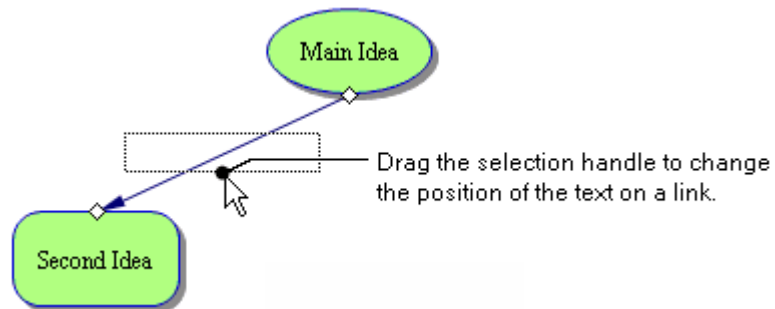 Main Idea
Drag the selection handle to change
the position of the text on a link.
Second Idea